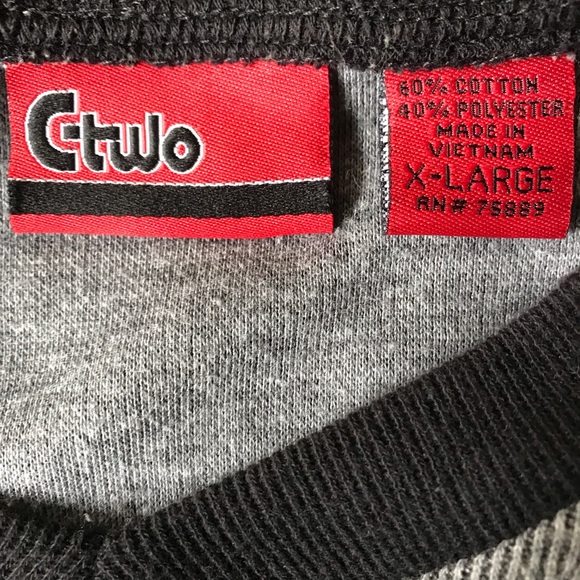 C-two
60% COTTON
40% POLYESTER
MADE IN
VIETNAM
X-LARGE
RN# 75889